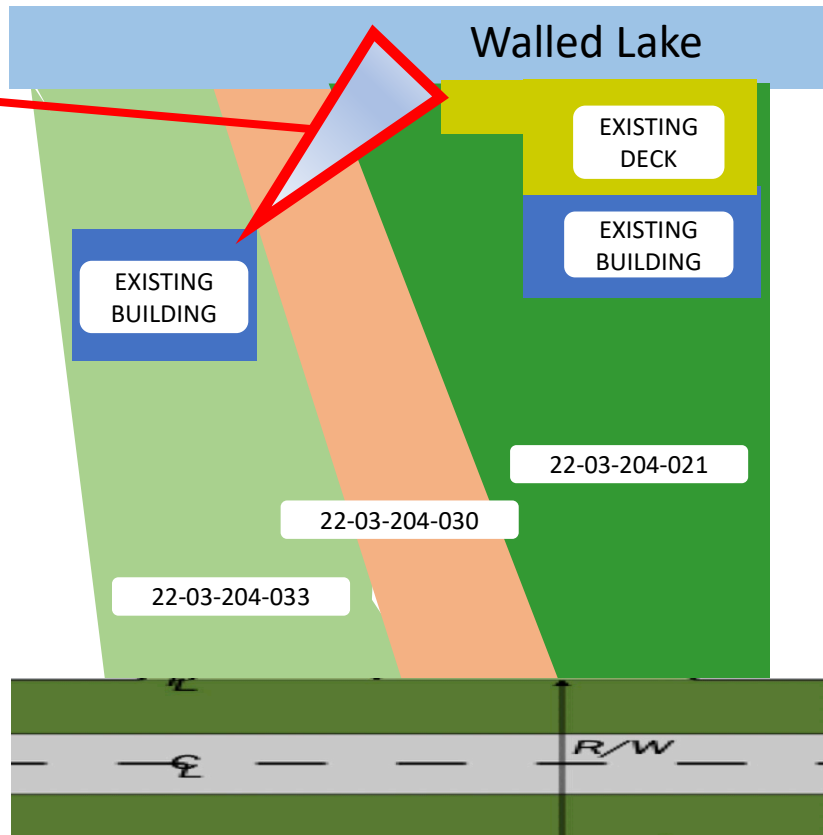 Walled Lake
EXISTING
DECK
EXISTING
BUILDING
EXISTING
BUILDING
22-03-204-021
22-03-204-030
22-03-204-033
R/W